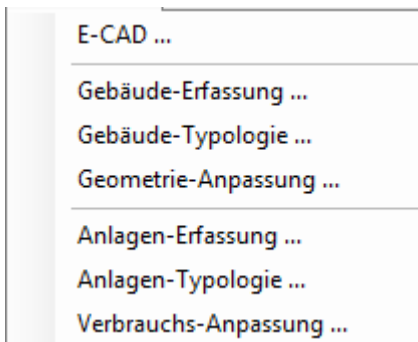 E-CAD ...
Gebäude-Erfassung ...
Gebäude-Typologie ...
Geometrie-Anpassung ...
Anlagen-Erfassung ...
Anlagen-Typologie ...
Verbrauchs-Anpassung ...